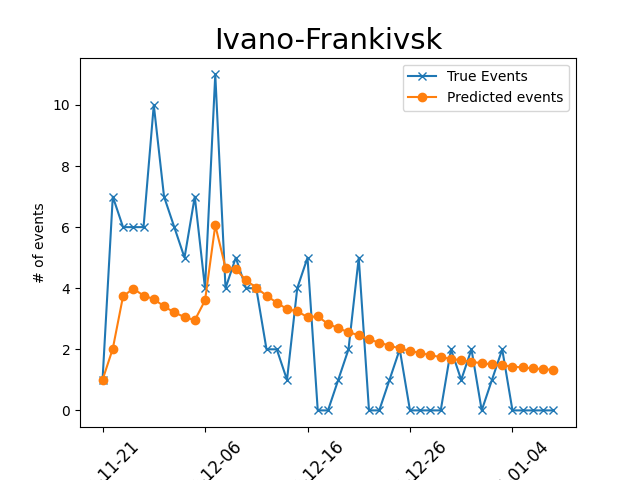 Ivano-Frankivsk
True Events
Predicted events
# of events
10
8
6
4
2
0
11-21
12-06
12-16
12-26
01-04